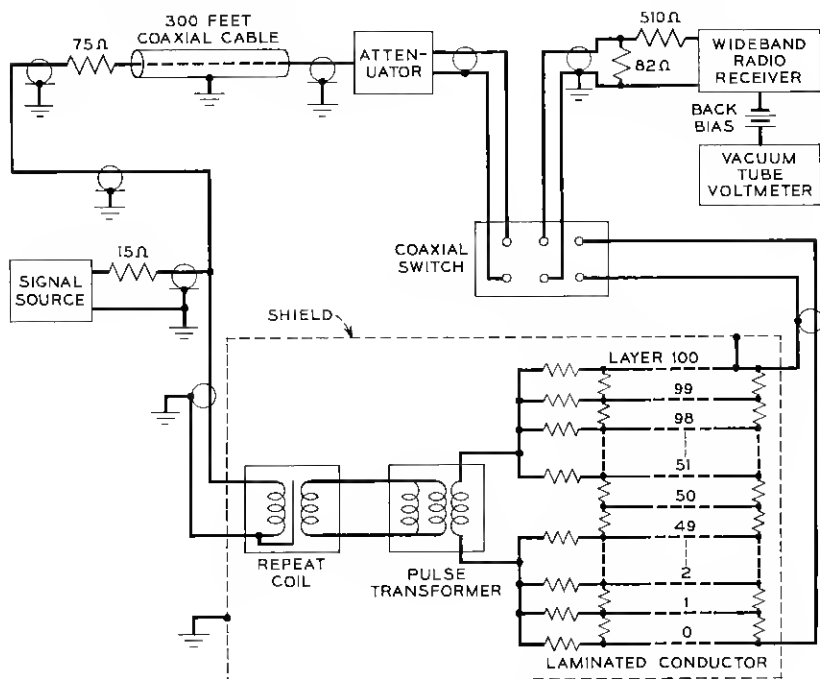 300 FEET
COAXIAL CABLE
75Ω
ATTEN-
UATOR
510Ω
82Ω
WIDEBAND
RADIO
RECEIVER
BACK
BIAS
VACUUM
TUBE
VOLTMETER
COAXIAL
SWITCH
15Ω
SIGNAL
SOURCE
SHIELD
LAYER 100
99
98
51
50
49
2
1
0
REPEAT
COIL
PULSE
TRANSFORMER
LAMINATED CONDUCTOR